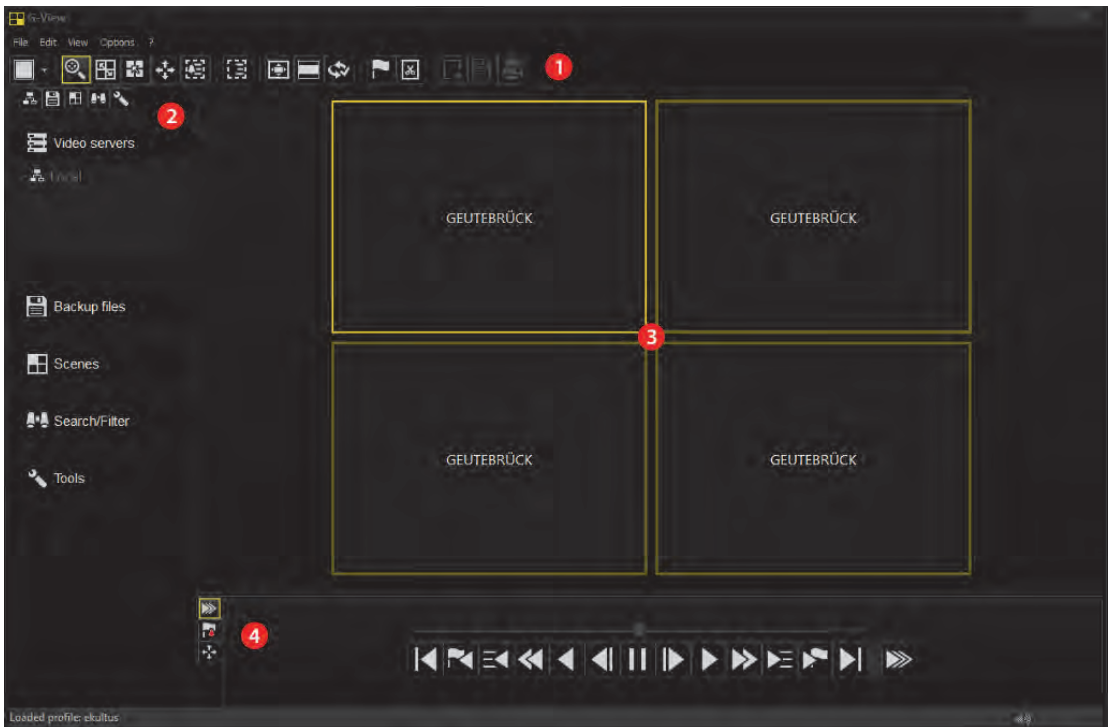 G-View
File Edit View Options ?
1
2
Video servers
Local
GEUTEBRÜCK
GEUTEBRÜCK
Backup files
3
Scenes
Search/Filter
GEUTEBRÜCK
GEUTEBRÜCK
Tools
4
Loaded profile: ekultus